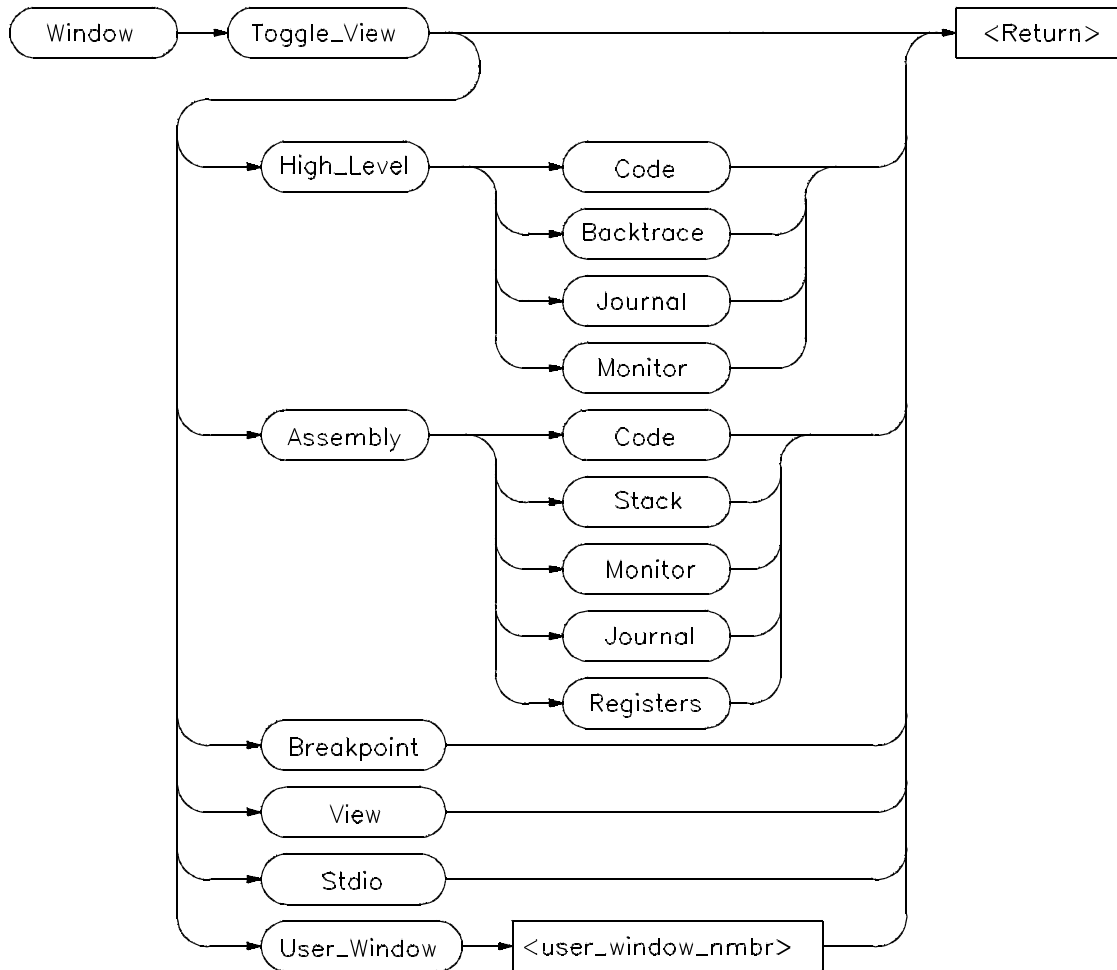 Window Toggle_View <Return>
High_Level Code
Backtrace
Journal
Monitor
Assembly Code
Stack
Monitor
Journal
Registers
Breakpoint
View
Stdio
User_Window <user_window_nmbr>